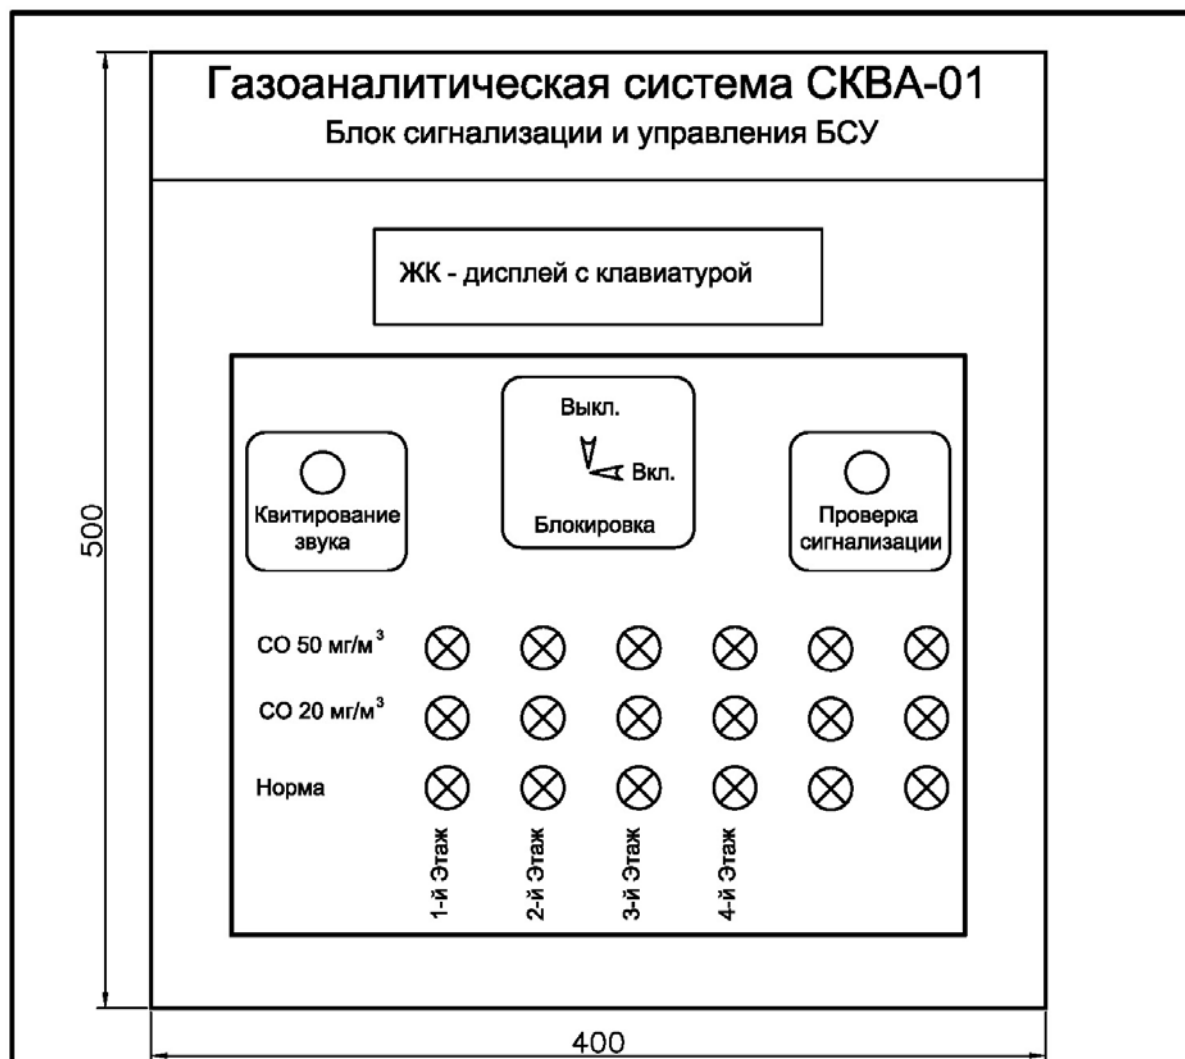 Газоаналитическая система СКВА-01
Блок сигнализации и управления БСУ
ЖК - дисплей с клавиатурой
Выкл.
Вкл.
Блокировка
Квитирование
звука
Проверка
сигнализации
СО 50 мг/м³
СО 20 мг/м³
Норма
1-й Этаж
2-й Этаж
3-й Этаж
4-й Этаж
500
400